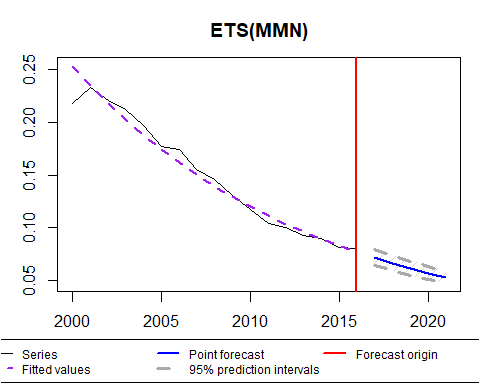 ETS(MMN)
0.25
0.20
0.15
0.10
0.05
2000 2005 2010 2015 2020
Series Point forecast Forecast origin
Fitted values 95% prediction intervals